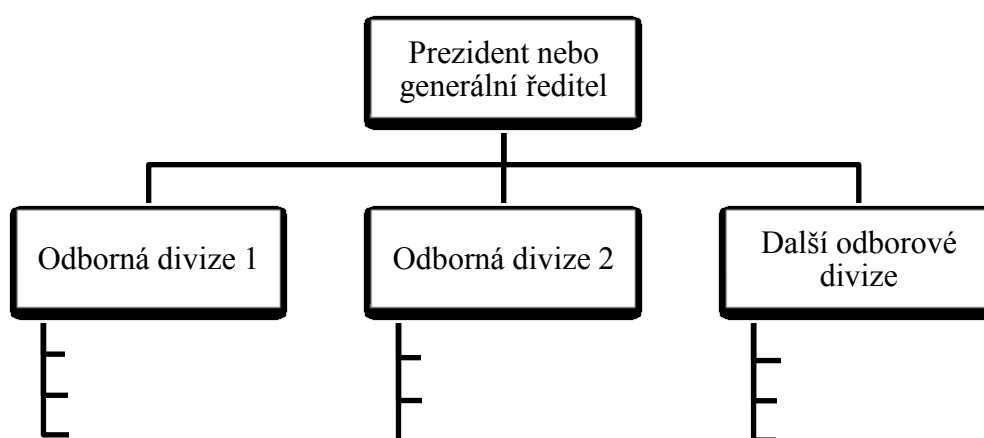 Prezident nebo
generální ředitel
Odborná divize 1
Odborná divize 2
Další odborové
divize